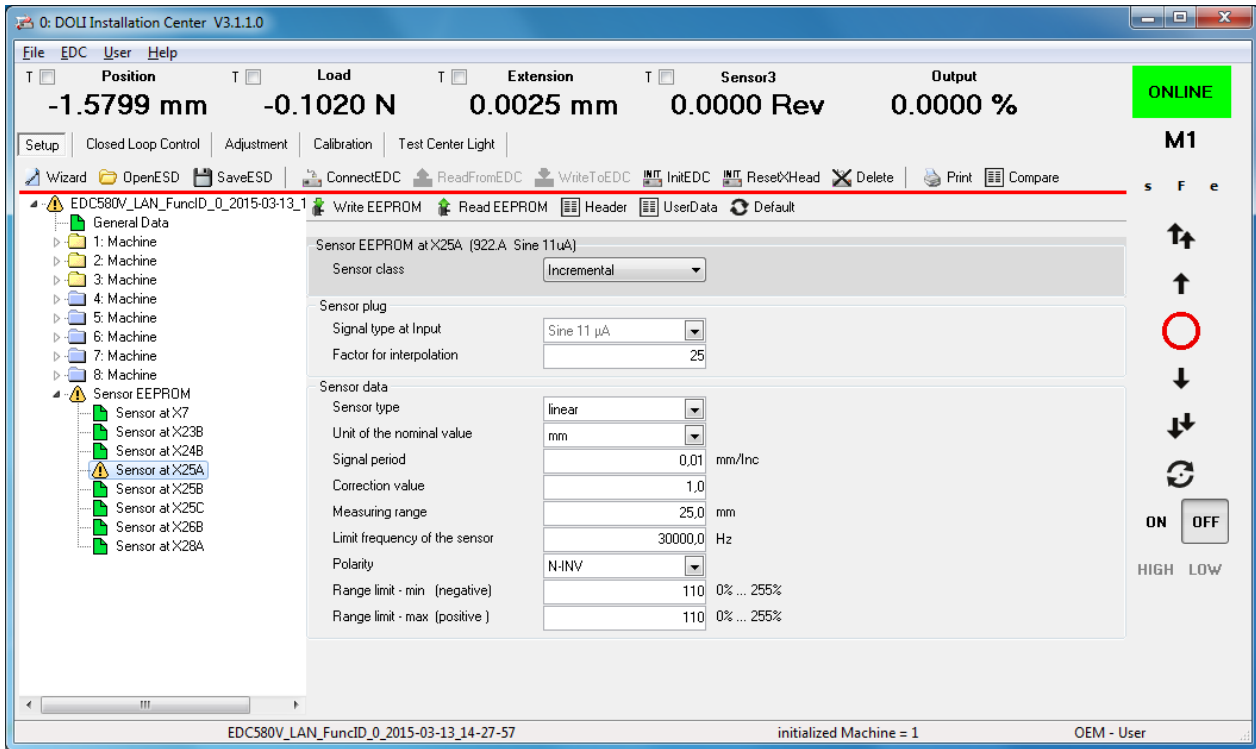 0: DOLI Installation Center V3.1.1.0
File EDC User Help
T Position T Load T Extension T Sensor3 Output
-1.5799 mm -0.1020 N 0.0025 mm 0.0000 Rev 0.0000 %
ONLINE
Setup Closed Loop Control Adjustment Calibration Test Center Light
M1
Wizard OpenESD SaveESD ConnectEDC ReadFromEDC WriteToEDC INIT InitEDC INIT ResetXHead Delete Print Compare
s F e
EDC580V_LAN_FuncID_0_2015-03-13_1
General Data
1: Machine
2: Machine
3: Machine
4: Machine
5: Machine
6: Machine
7: Machine
8: Machine
Sensor EEPROM
Sensor at X7
Sensor at X23B
Sensor at X24B
Sensor at X25A
Sensor at X25B
Sensor at X25C
Sensor at X26B
Sensor at X28A
Write EEPROM Read EEPROM Header UserData Default
Sensor EEPROM at X25A (922.A Sine 11uA)
Sensor class Incremental
Sensor plug
Signal type at Input Sine 11 µA
Factor for interpolation 25
Sensor data
Sensor type linear
Unit of the nominal value mm
Signal period 0,01 mm/Inc
Correction value 1,0
Measuring range 25,0 mm
Limit frequency of the sensor 30000,0 Hz
Polarity N-INV
Range limit - min (negative) 110 0% ... 255%
Range limit - max (positive ) 110 0% ... 255%
ON OFF
HIGH LOW
EDC580V_LAN_FuncID_0_2015-03-13_14-27-57 initialized Machine = 1 OEM - User